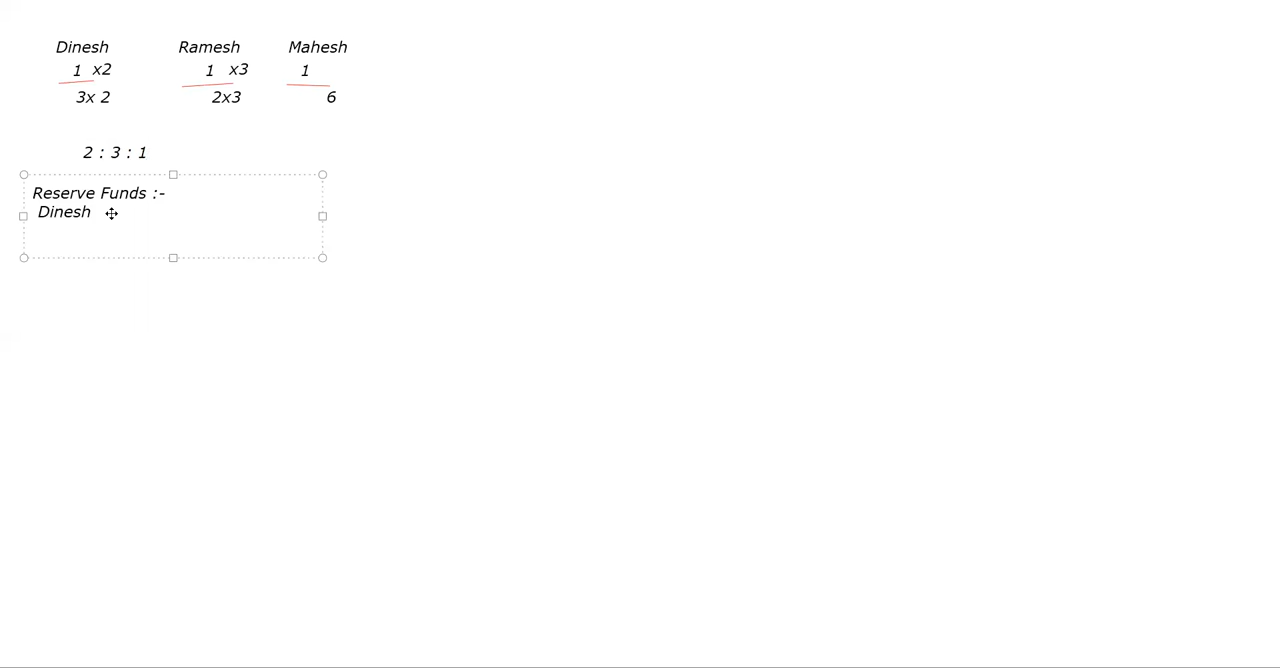 Dinesh Ramesh Mahesh
1 x2 1 x3 1
3x 2 2x3 6
2 : 3 : 1
Reserve Funds :-
Dinesh